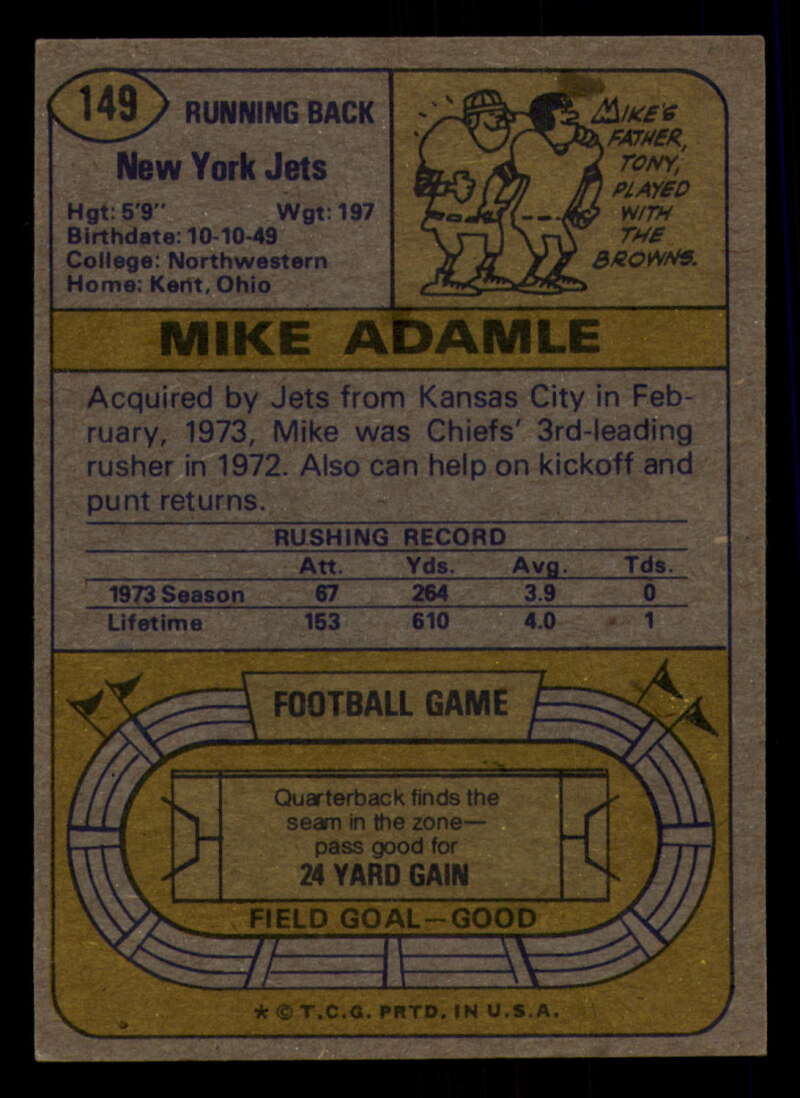 149
RUNNING BACK
New York Jets
Hgt: 5'9" Wgt: 197
Birthdate: 10-10-49
College: Northwestern
Home: Kent, Ohio
MIKE'S
FATHER,
TONY,
PLAYED
WITH
THE
BROWNS.
MIKE ADAMLE
Acquired by Jets from Kansas City in Feb-
ruary, 1973, Mike was Chiefs' 3rd-leading
rusher in 1972. Also can help on kickoff and
punt returns.
RUSHING RECORD
Att. Yds. Avg. Tds.
1973 Season 67 264 3.9 0
Lifetime 153 610 4.0 1
FOOTBALL GAME
Quarterback finds the
seam in the zone—
pass good for
24 YARD GAIN
FIELD GOAL—GOOD
* © T.C.G. PRTD. IN U.S.A.